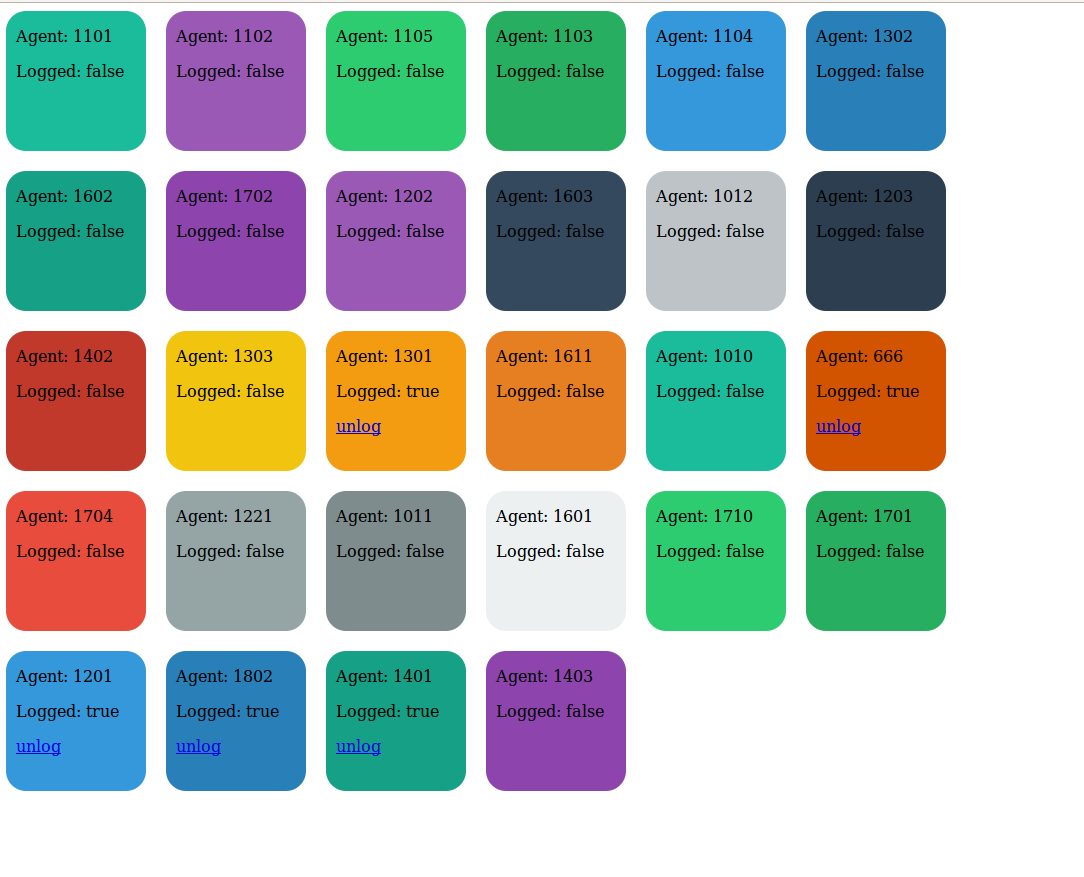 Agent: 1101
Logged: false
Agent: 1102
Logged: false
Agent: 1105
Logged: false
Agent: 1103
Logged: false
Agent: 1104
Logged: false
Agent: 1302
Logged: false
Agent: 1602
Logged: false
Agent: 1702
Logged: false
Agent: 1202
Logged: false
Agent: 1603
Logged: false
Agent: 1012
Logged: false
Agent: 1203
Logged: false
Agent: 1402
Logged: false
Agent: 1303
Logged: false
Agent: 1301
Logged: true
unlog
Agent: 1611
Logged: false
Agent: 1010
Logged: false
Agent: 666
Logged: true
unlog
Agent: 1704
Logged: false
Agent: 1221
Logged: false
Agent: 1011
Logged: false
Agent: 1601
Logged: false
Agent: 1710
Logged: false
Agent: 1701
Logged: false
Agent: 1201
Logged: true
unlog
Agent: 1802
Logged: true
unlog
Agent: 1401
Logged: true
unlog
Agent: 1403
Logged: false